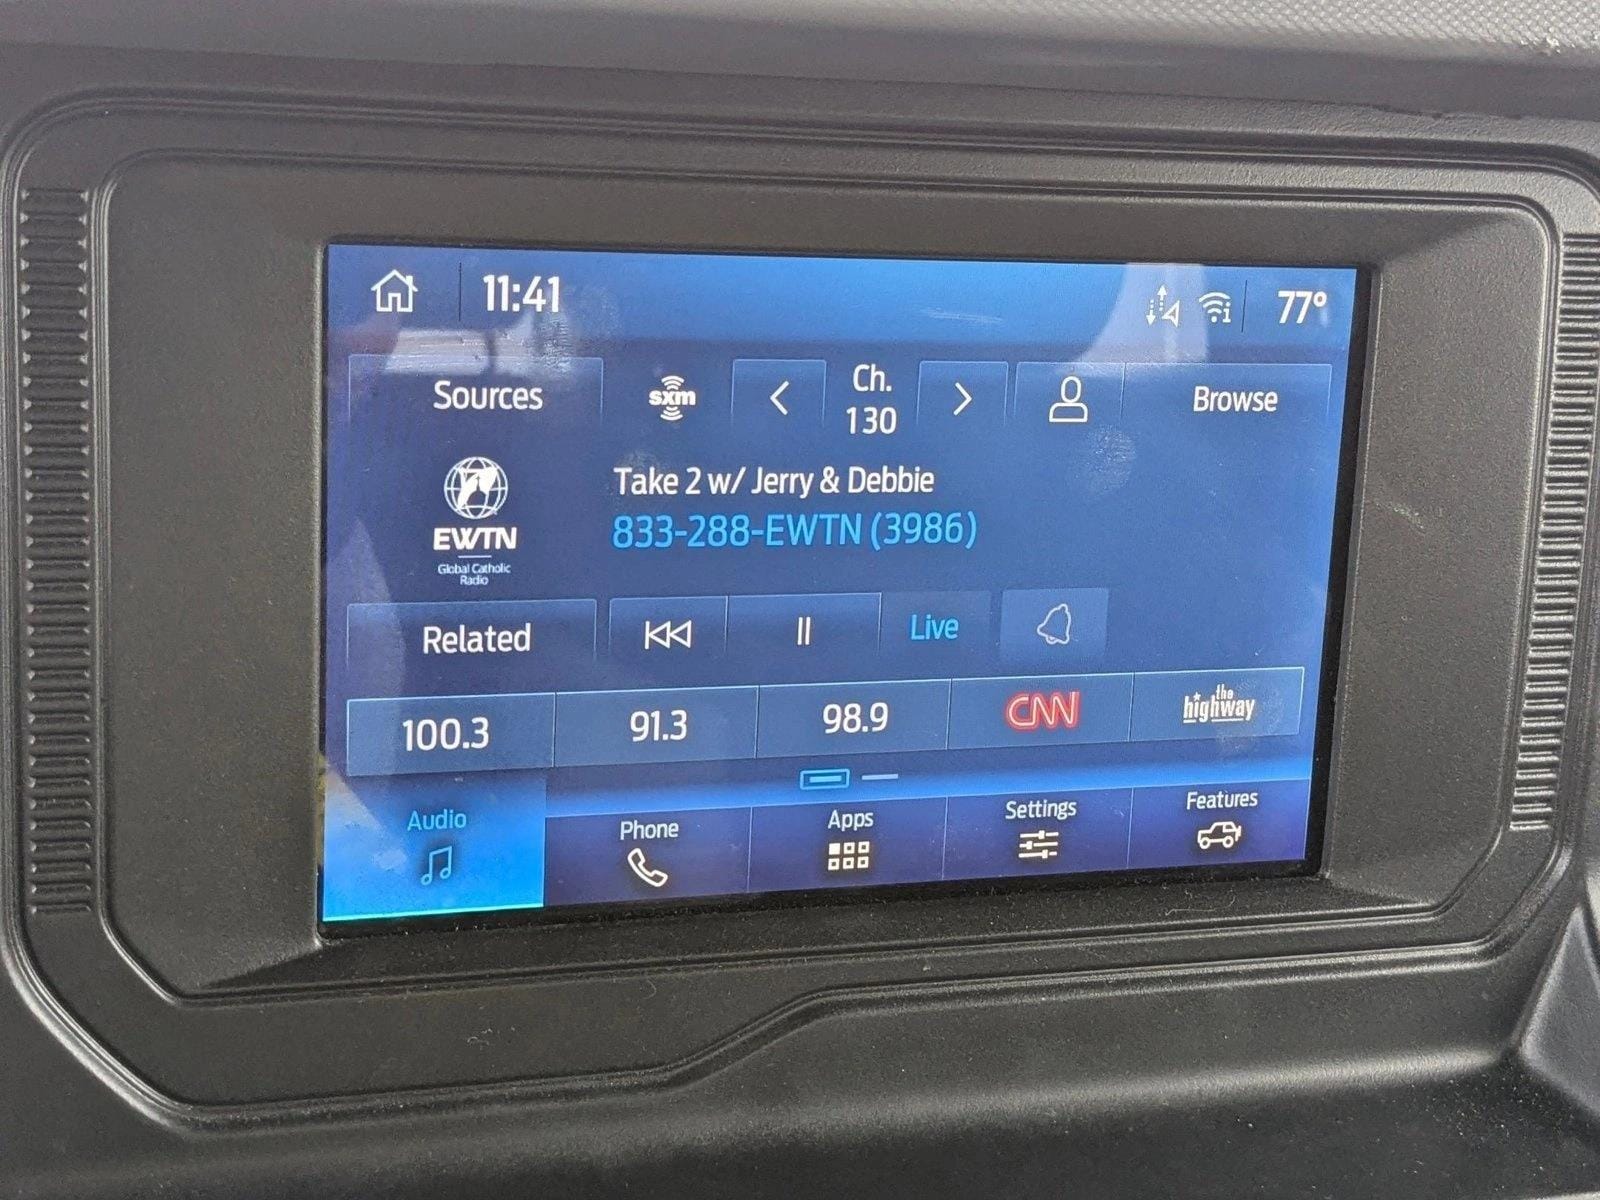 11:41
77°
Sources
sxm
Ch.
130
Browse
EWTN
Global Catholic
Radio
Take 2 w/ Jerry & Debbie
833-288-EWTN (3986)
Related
Live
100.3
91.3
98.9
CNN
the
highway
Audio
Phone
Apps
Settings
Features